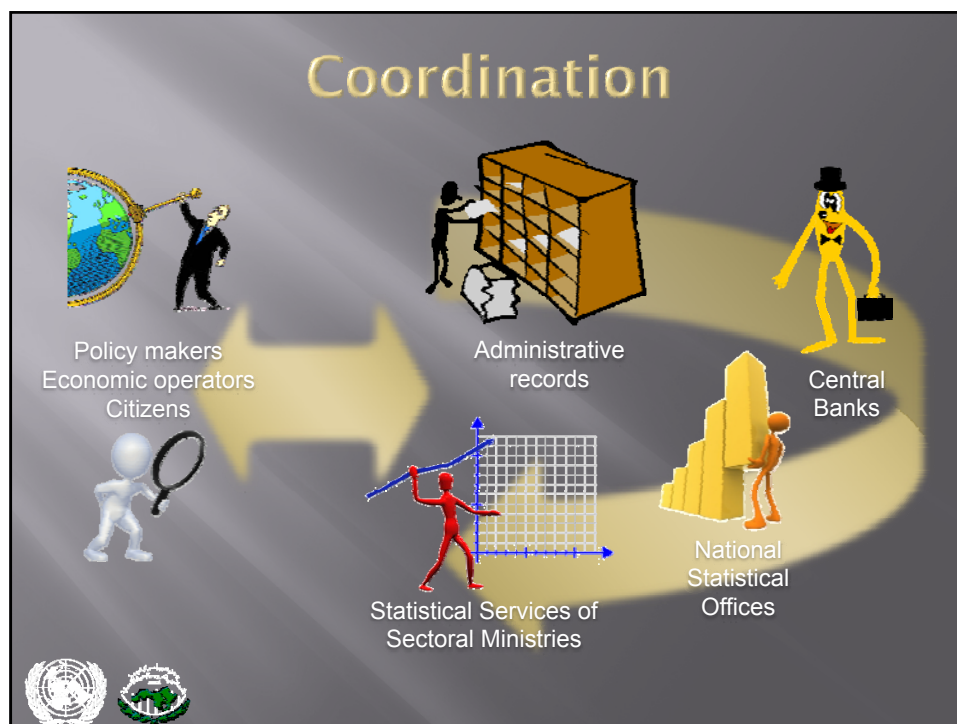 Coordination
Policy makers
Economic operators
Citizens
Administrative
records
Central
Banks
National
Statistical
Offices
Statistical Services of
Sectoral Ministries